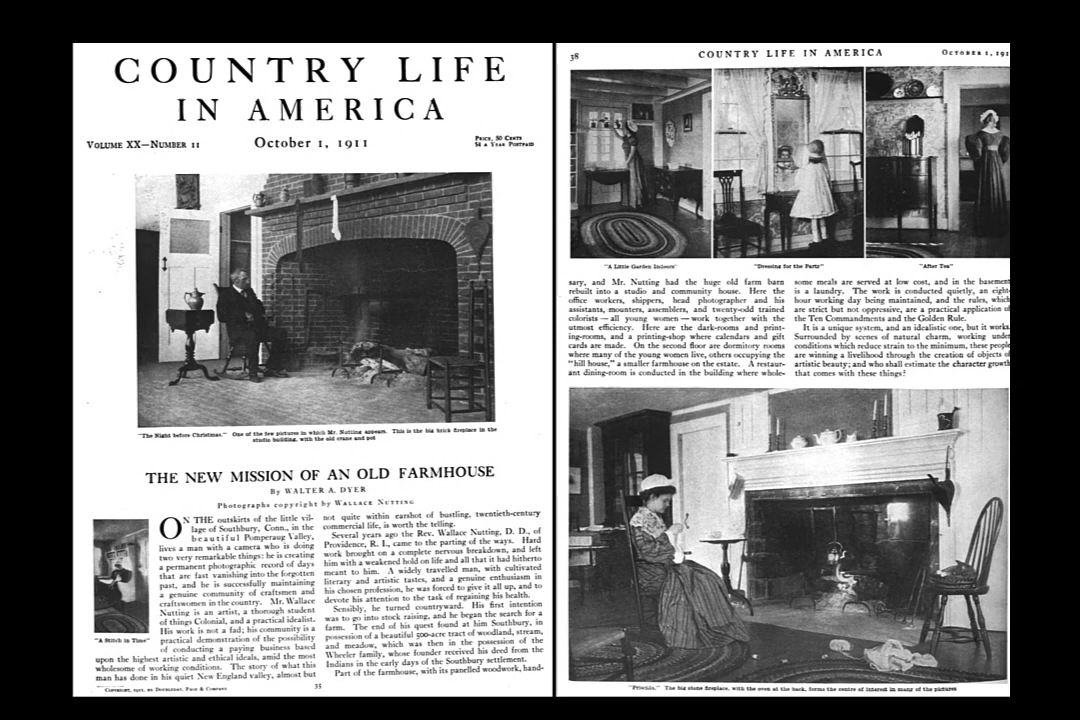 COUNTRY LIFE
IN AMERICA
VOLUME XX—NUMBER 11
October 1, 1911
PRICE, 50 CENTS
$4 A YEAR POSTPAID
"The Night before Christmas." One of the few pictures in which Mr. Nutting appears. This is the big brick fireplace in the
studio building, with the old crane and pot
THE NEW MISSION OF AN OLD FARMHOUSE
By WALTER A. DYER
Photographs copyright by WALLACE NUTTING
"A Stitch in Time"
ON THE outskirts of the little vil-
lage of Southbury, Conn., in the
beautiful Pomperaug Valley,
lives a man with a camera who is doing
two very remarkable things: he is creating
a permanent photographic record of days
that are fast vanishing into the forgotten
past, and he is successfully maintaining
a genuine community of craftsmen and
craftswomen in the country. Mr. Wallace
Nutting is an artist, a thorough student
of things Colonial, and a practical idealist.
His work is not a fad; his community is a
practical demonstration of the possibility
of conducting a paying business based
upon the highest artistic and ethical ideals, amid the most
wholesome of working conditions. The story of what this
man has done in his quiet New England valley, almost but
not quite within earshot of bustling, twentieth-century
commercial life, is worth the telling.
Several years ago the Rev. Wallace Nutting, D. D., of
Providence, R. I., came to the parting of the ways. Hard
work brought on a complete nervous breakdown, and left
him with a weakened hold on life and all that it had hitherto
meant to him. A widely travelled man, with cultivated
literary and artistic tastes, and a genuine enthusiasm in
his chosen profession, he was forced to give it all up, and to
devote his attention to the task of regaining his health.
Sensibly, he turned countryward. His first intention
was to go into stock raising, and he began the search for a
farm. The end of his quest found him at Southbury, in
possession of a beautiful 500-acre tract of woodland, stream,
and meadow, which was then in the possession of the
Wheeler family, whose founder received his deed from the
Indians in the early days of the Southbury settlement.
Part of the farmhouse, with its panelled woodwork, hand-
COPYRIGHT, 1911, BY DOUBLEDAY, PAGE & COMPANY
35
38
COUNTRY LIFE IN AMERICA
OCTOBER 1, 191
"A Little Garden Indoors"
"Dressing for the Party"
"After Tea"
sary, and Mr. Nutting had the huge old farm barn
rebuilt into a studio and community house. Here the
office workers, shippers, head photographer and his
assistants, mounters, assemblers, and twenty-odd trained
colorists—all young women—work together with the
utmost efficiency. Here are the dark-rooms and print-
ing-rooms, and a printing-shop where calendars and gift
cards are made. On the second floor are dormitory rooms
where many of the young women live, others occupying the
"hill house," a smaller farmhouse on the estate. A restaur-
ant dining-room is conducted in the building where whole-
some meals are served at low cost, and in the basement
is a laundry. The work is conducted quietly, an eight-
hour working day being maintained, and the rules, which
are strict but not oppressive, are a practical application of
the Ten Commandments and the Golden Rule.
It is a unique system, and an idealistic one, but it works.
Surrounded by scenes of natural charm, working under
conditions which reduce strain to the minimum, these people
are winning a livelihood through the creation of objects of
artistic beauty; and who shall estimate the character growth
that comes with these things?
"Priscilla." The big stone fireplace, with the oven at the back, forms the centre of interest in many of the pictures